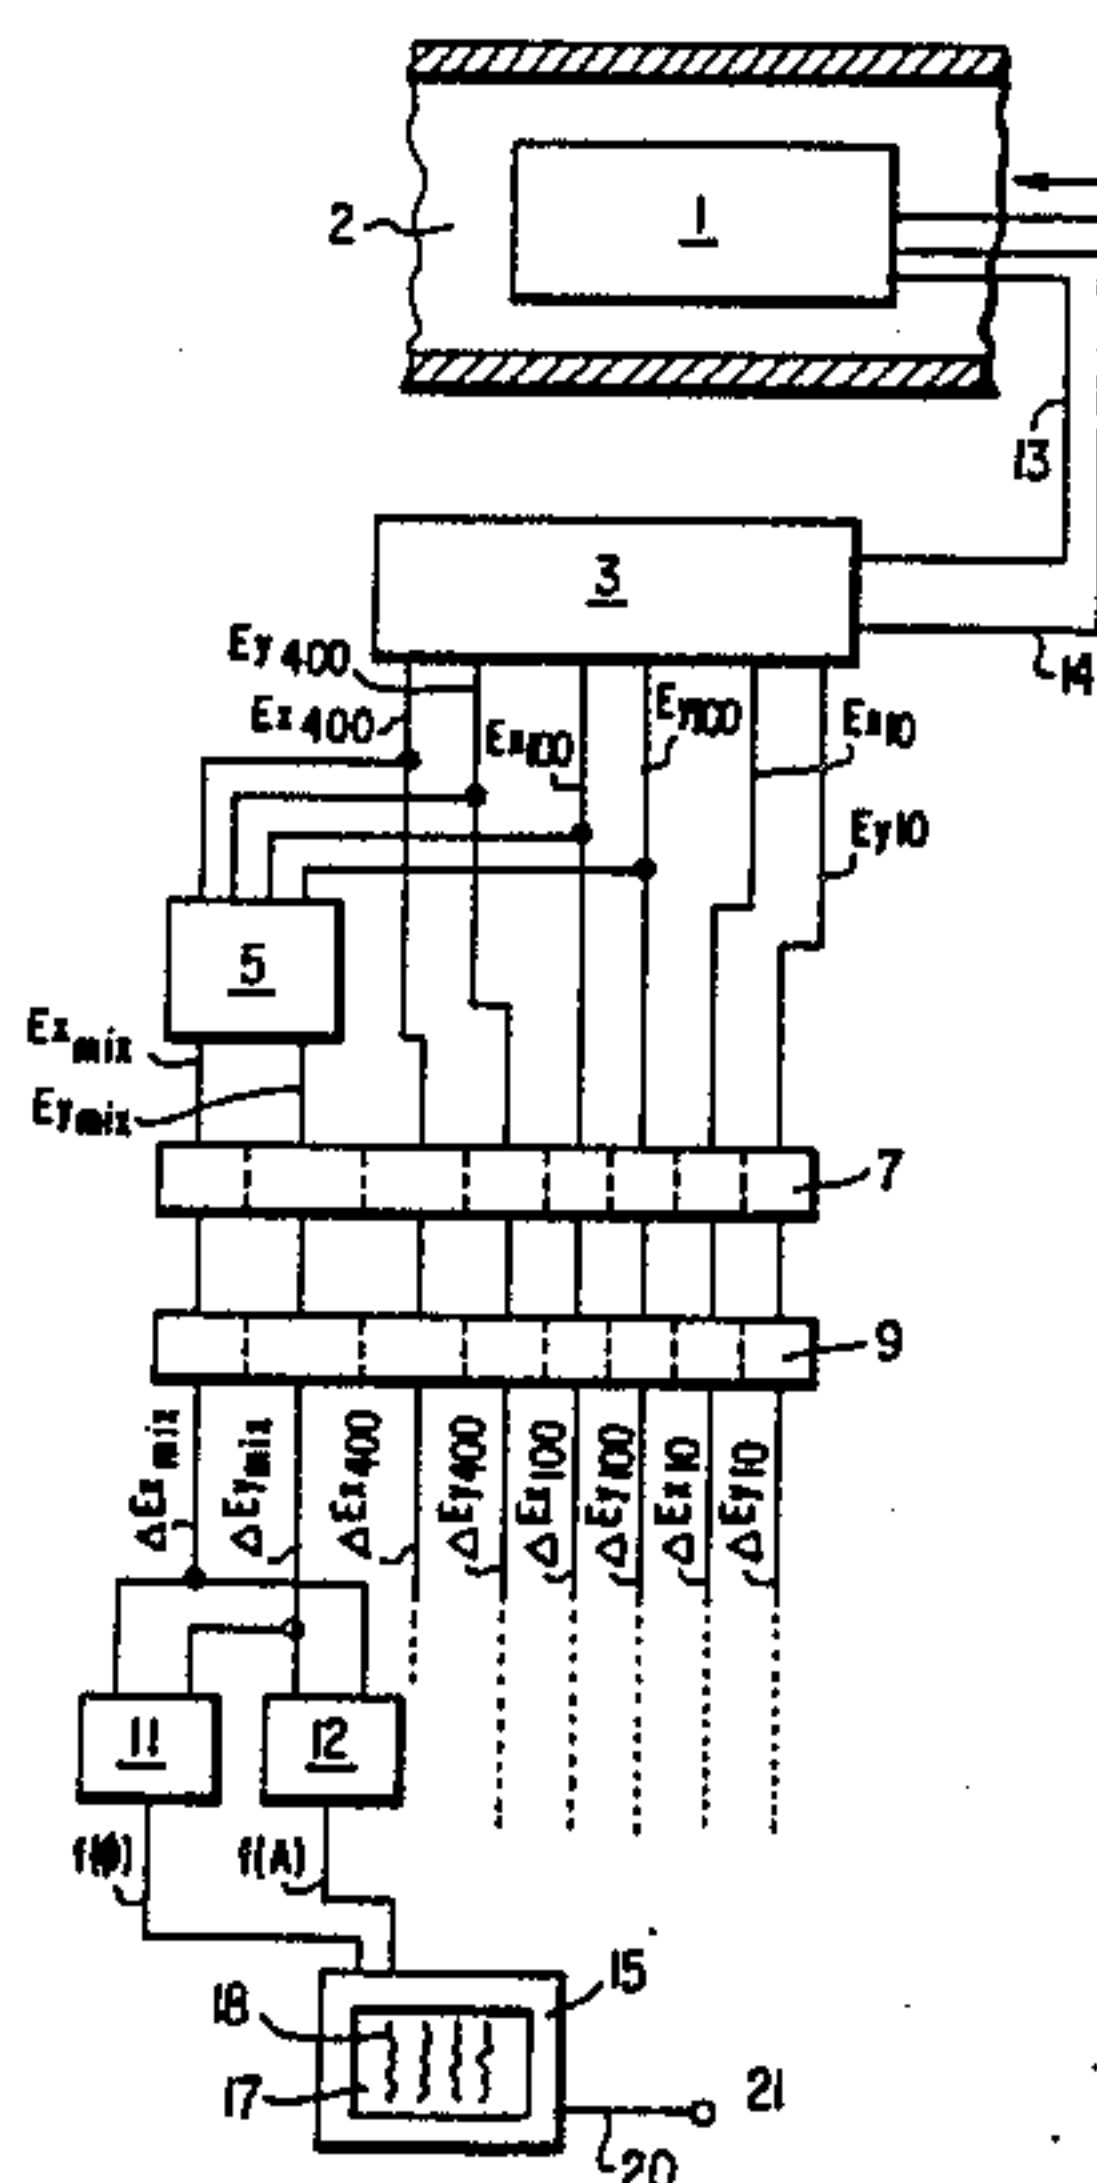 2
1
13
3
14
Ey400
Ex400
Ex100
Ey100
Ex10
Ey10
5
Exmix
Eymix
7
9
ΔExmix
ΔEymix
ΔEx400
ΔEy400
ΔEx100
ΔEy100
ΔEx10
ΔEy10
11
12
f(ϕ)
f(A)
15
18
17
21
20